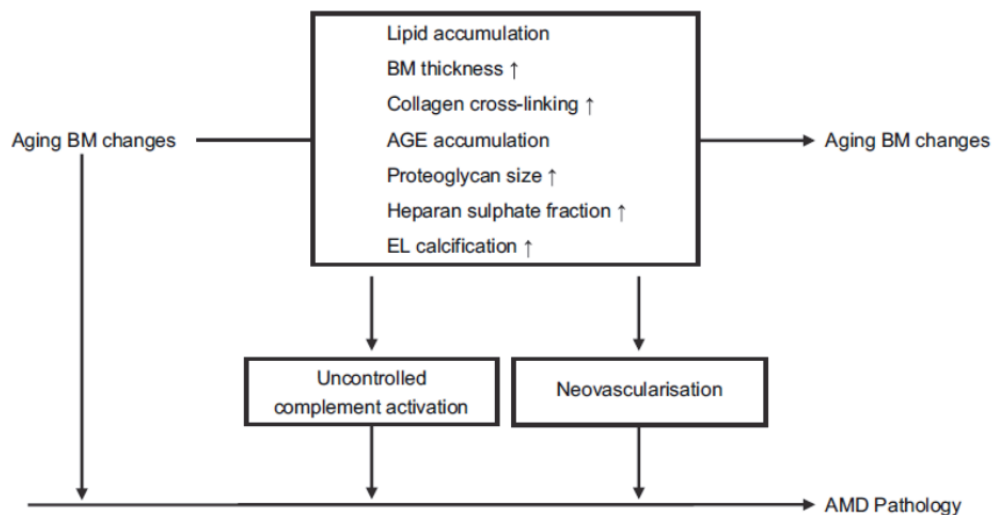 Lipid accumulation
BM thickness ↑
Collagen cross-linking ↑
Aging BM changes
AGE accumulation
Aging BM changes
Proteoglycan size ↑
Heparan sulphate fraction ↑
EL calcification ↑
Uncontrolled
complement activation
Neovascularisation
AMD Pathology